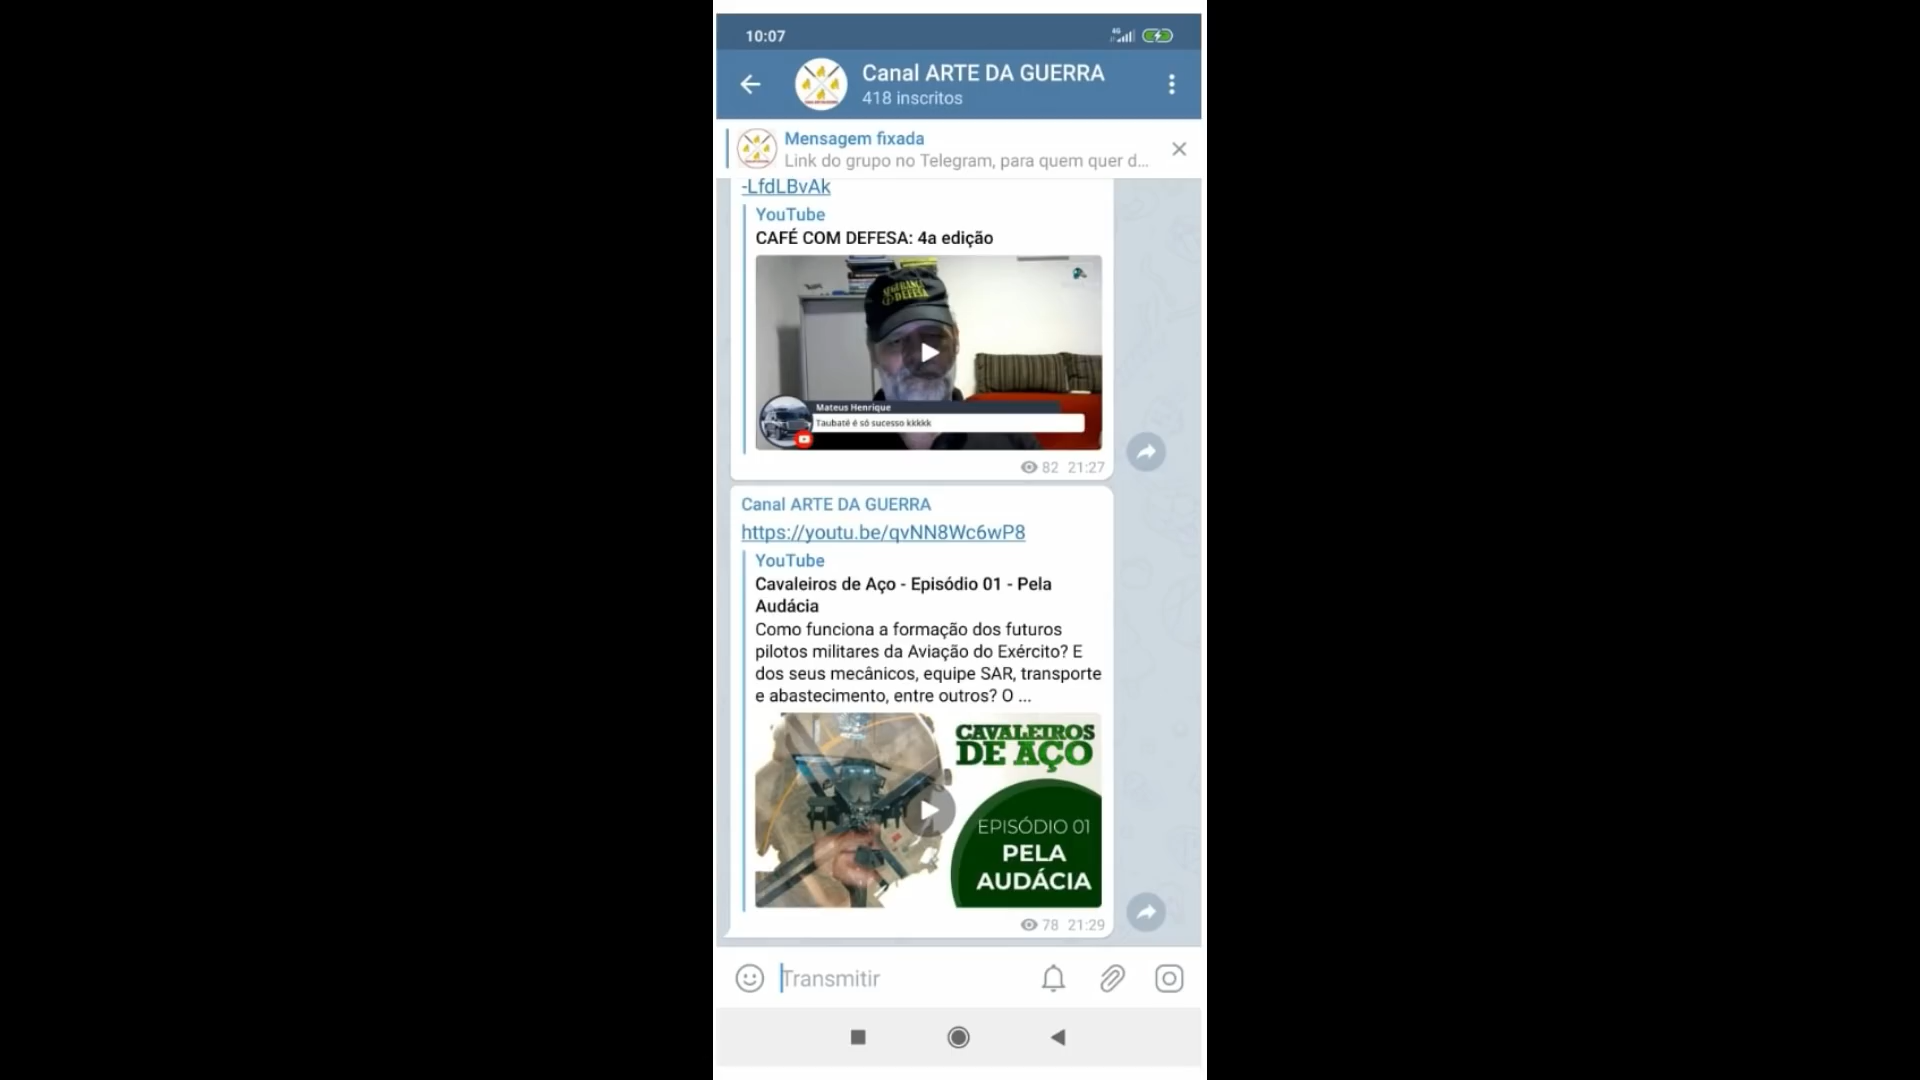 10:07
4G
Canal ARTE DA GUERRA
418 inscritos
Mensagem fixada
Link do grupo no Telegram, para quem quer d...
-LfdLBvAk
YouTube
CAFÉ COM DEFESA: 4a edição
Mateus Henrique
Taubaté é só sucesso kkkkk
82 21:27
Canal ARTE DA GUERRA
https://youtu.be/qvNN8Wc6wP8
YouTube
Cavaleiros de Aço - Episódio 01 - Pela
Audácia
Como funciona a formação dos futuros
pilotos militares da Aviação do Exército? E
dos seus mecânicos, equipe SAR, transporte
e abastecimento, entre outros? O ...
CAVALEIROS
DE AÇO
EPISÓDIO 01
PELA
AUDÁCIA
78 21:29
Transmitir